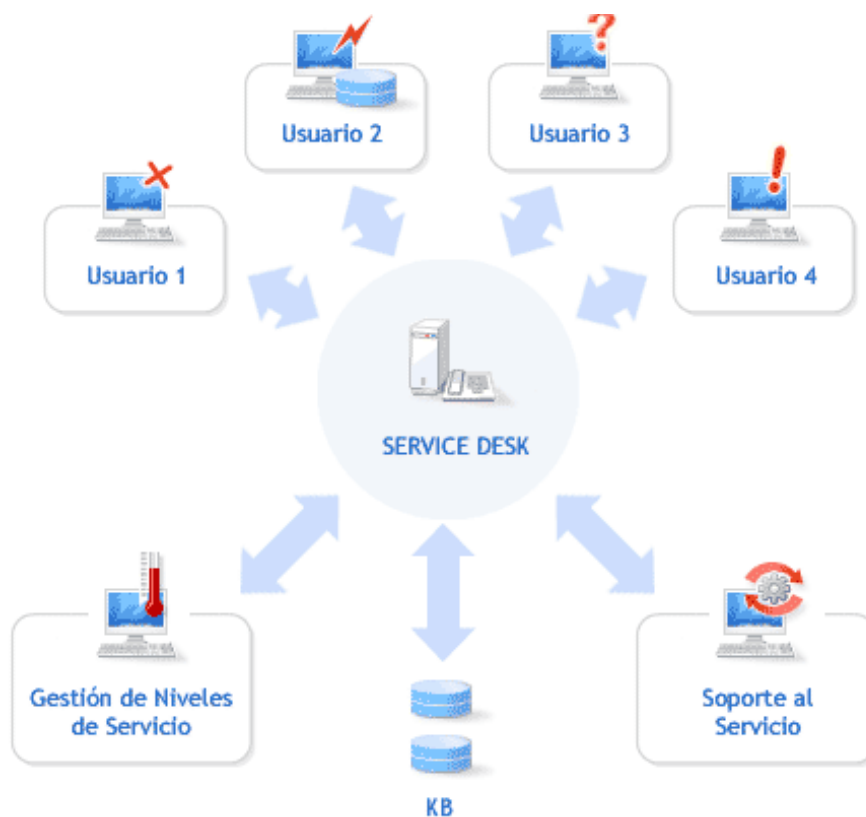 Usuario 2
Usuario 3
Usuario 1
Usuario 4
SERVICE DESK
Gestión de Niveles
de Servicio
Soporte al
Servicio
KB